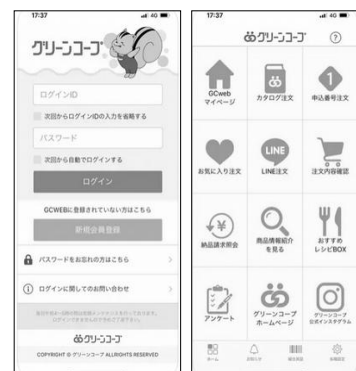 17:37
4G
グリーンコープ
ログインID
次回からログインIDの入力を省略する
パスワード
次回から自動でログインする
ログイン
GCWEBに登録されていない方はこちら
新規会員登録
パスワードをお忘れの方はこちら
ログインに関してのお問い合わせ
グリーンコープ
COPYRIGHT © グリーンコープ ALLRIGHTS RESERVED
17:37
4G
グリーンコープ
?
GCweb
マイページ
カタログ注文
1
申込番号注文
お気に入り注文
LINE
LINE注文
注文内容確認
¥
納品請求照会
商品情報紹介
を見る
おすすめ
レシピBOX
アンケート
グリーンコープ
ホームページ
グリーンコープ
公式インスタグラム
ホーム
お知らせ